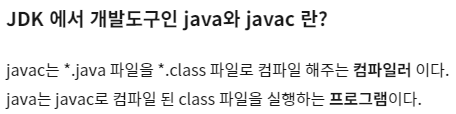 JDK 에서 개발도구인 java와 javac 란?
javac는 *.java 파일을 *.class 파일로 컴파일 해주는 컴파일러 이다.
java는 javac로 컴파일 된 class 파일을 실행하는 프로그램이다.